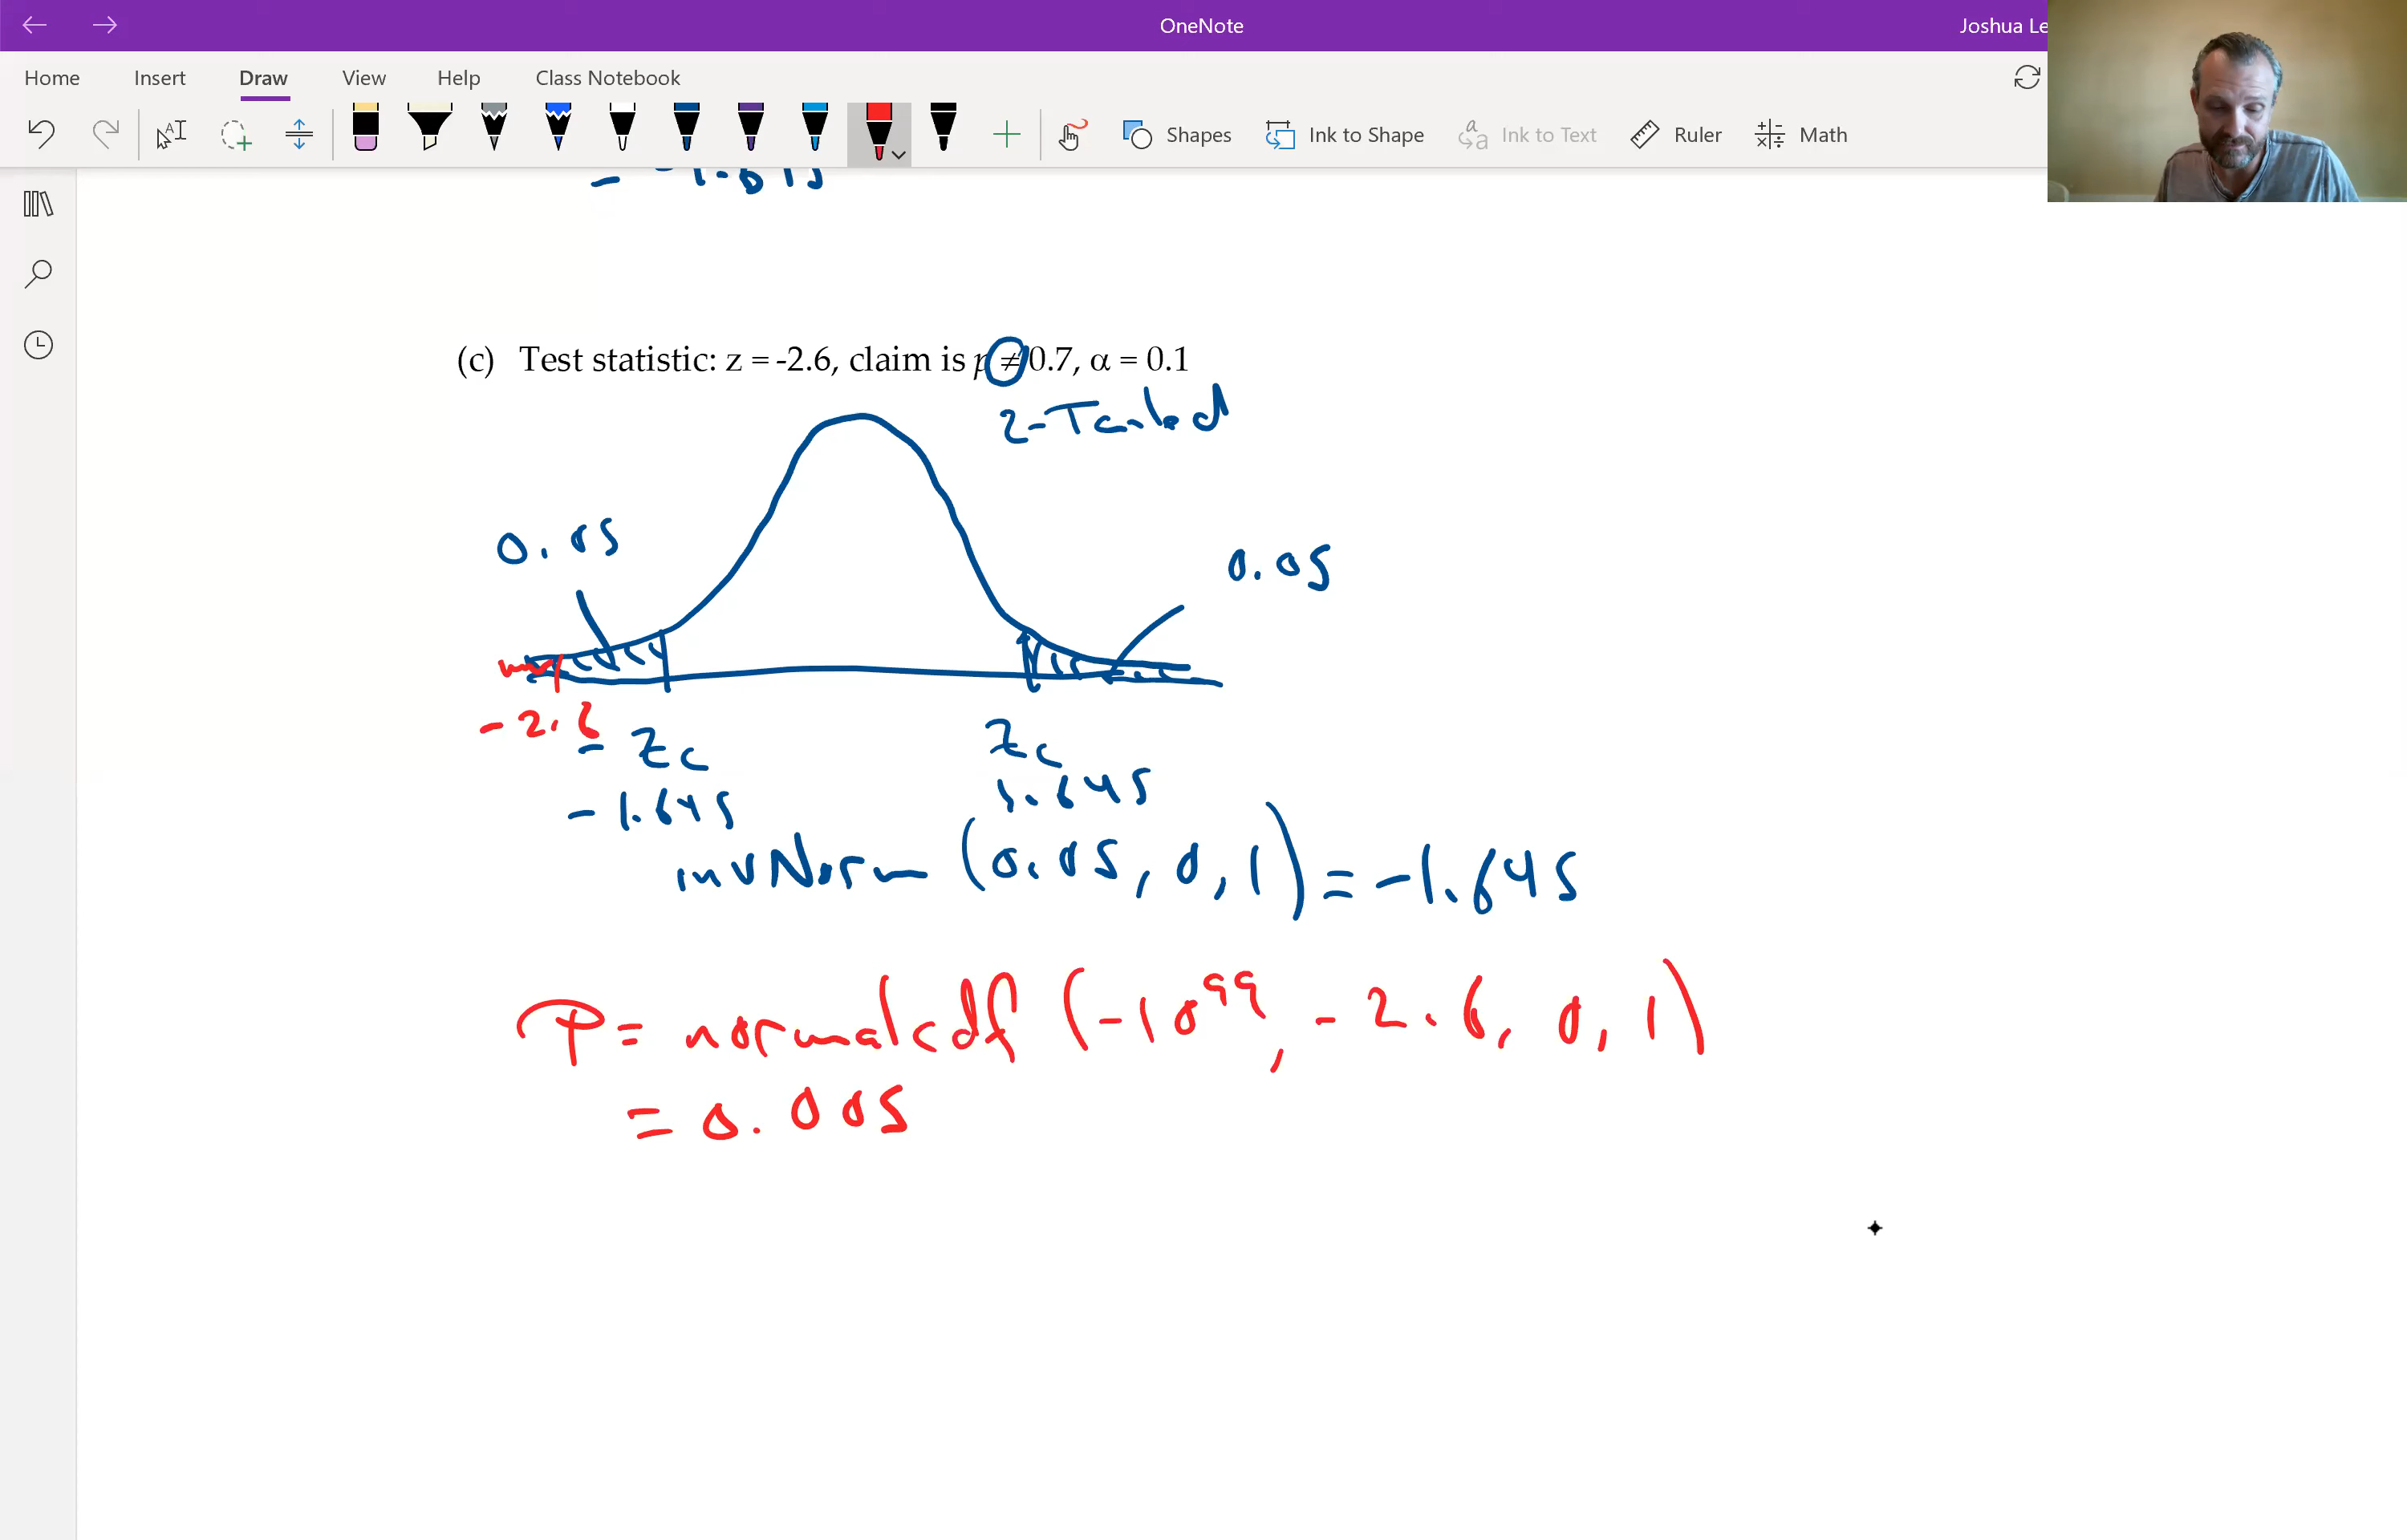 OneNote
Joshua Le
Home Insert Draw View Help Class Notebook
Shapes Ink to Shape Ink to Text Ruler Math
(c) Test statistic: z = -2.6, claim is p ≠ 0.7, α = 0.1
2-Tailed
0.05
0.05
-2.6
-Zc Zc
-1.645 1.645
invNorm (0.05, 0, 1) = -1.645
P = normalcdf (-10^99, -2.6, 0, 1)
= 0.005